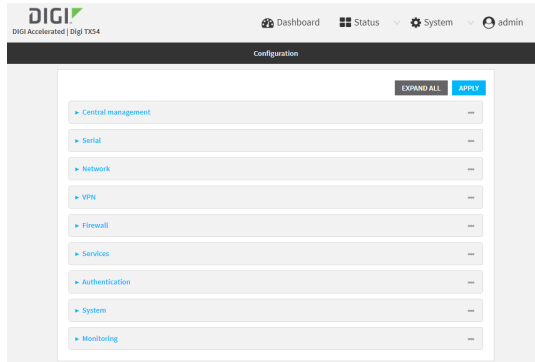 DIGI
DIGI Accelerated | Digi TX54
Dashboard Status System admin
Configuration
EXPAND ALL APPLY
Central management
Serial
Network
VPN
Firewall
Services
Authentication
System
Monitoring